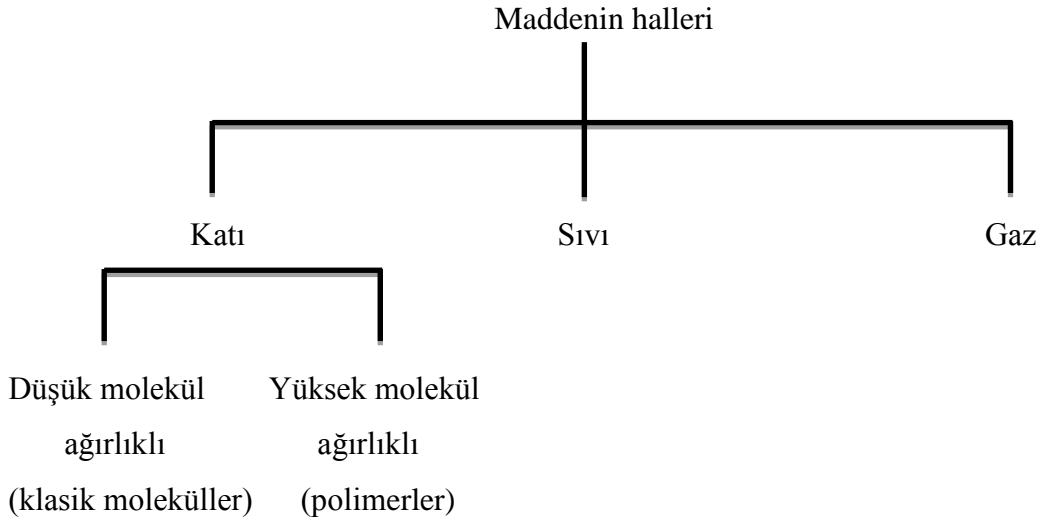 Maddenin halleri
Katı Sıvı Gaz
Düşük molekül Yüksek molekül
ağırlıklı ağırlıklı
(klasik moleküller) (polimerler)